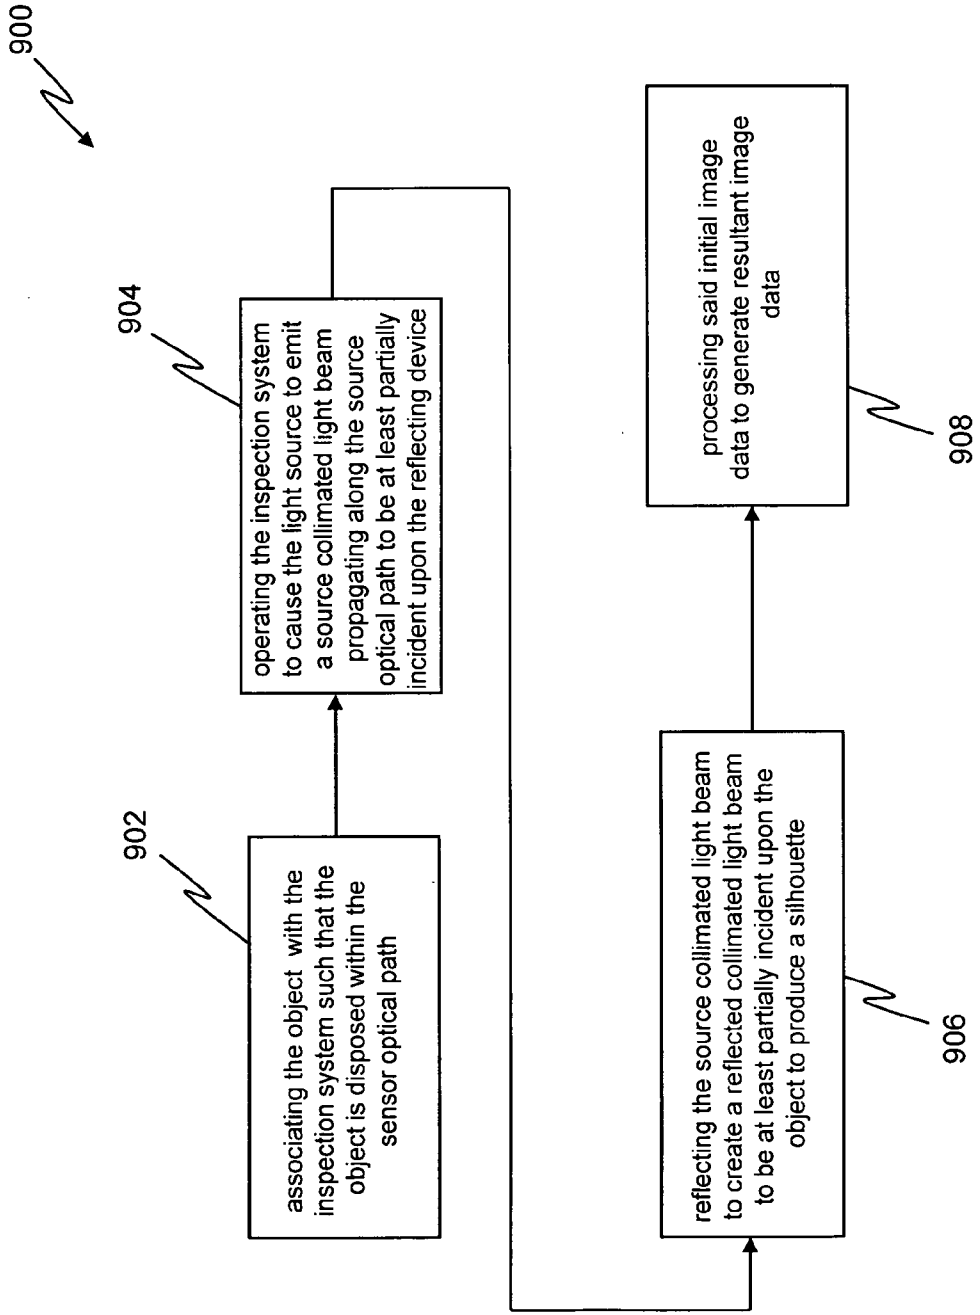 900
902
associating the object with the
inspection system such that the
object is disposed within the
sensor optical path
904
operating the inspection system
to cause the light source to emit
a source collimated light beam
propagating along the source
optical path to be at least partially
incident upon the reflecting device
reflecting the source collimated light beam
to create a reflected collimated light beam
to be at least partially incident upon the
object to produce a silhouette
906
processing said initial image
data to generate resultant image
data
908